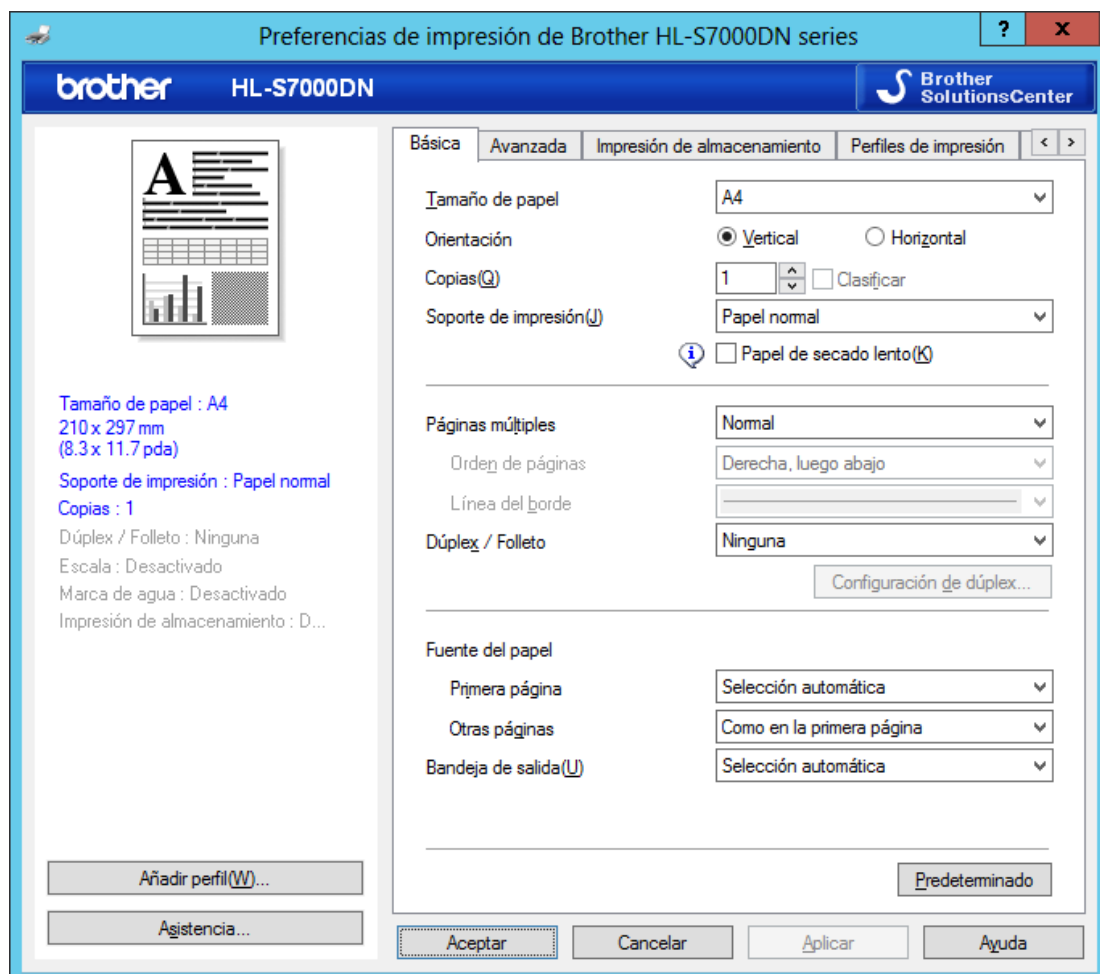 Preferencias de impresión de Brother HL-S7000DN series
? x
brother HL-S7000DN
Brother
SolutionsCenter
A
Tamaño de papel : A4
210 x 297 mm
(8.3 x 11.7 pda)
Soporte de impresión : Papel normal
Copias : 1
Dúplex / Folleto : Ninguna
Escala : Desactivado
Marca de agua : Desactivado
Impresión de almacenamiento : D...
Añadir perfil(W)...
Asistencia...
Básica Avanzada Impresión de almacenamiento Perfiles de impresión < >
Tamaño de papel A4
Orientación Vertical Horizontal
Copias(Q) 1 Clasificar
Soporte de impresión(J) Papel normal
Papel de secado lento(K)
Páginas múltiples Normal
Orden de páginas Derecha, luego abajo
Línea del borde
Dúplex / Folleto Ninguna
Configuración de dúplex...
Fuente del papel
Primera página Selección automática
Otras páginas Como en la primera página
Bandeja de salida(U) Selección automática
Predeterminado
Aceptar Cancelar Aplicar Ayuda